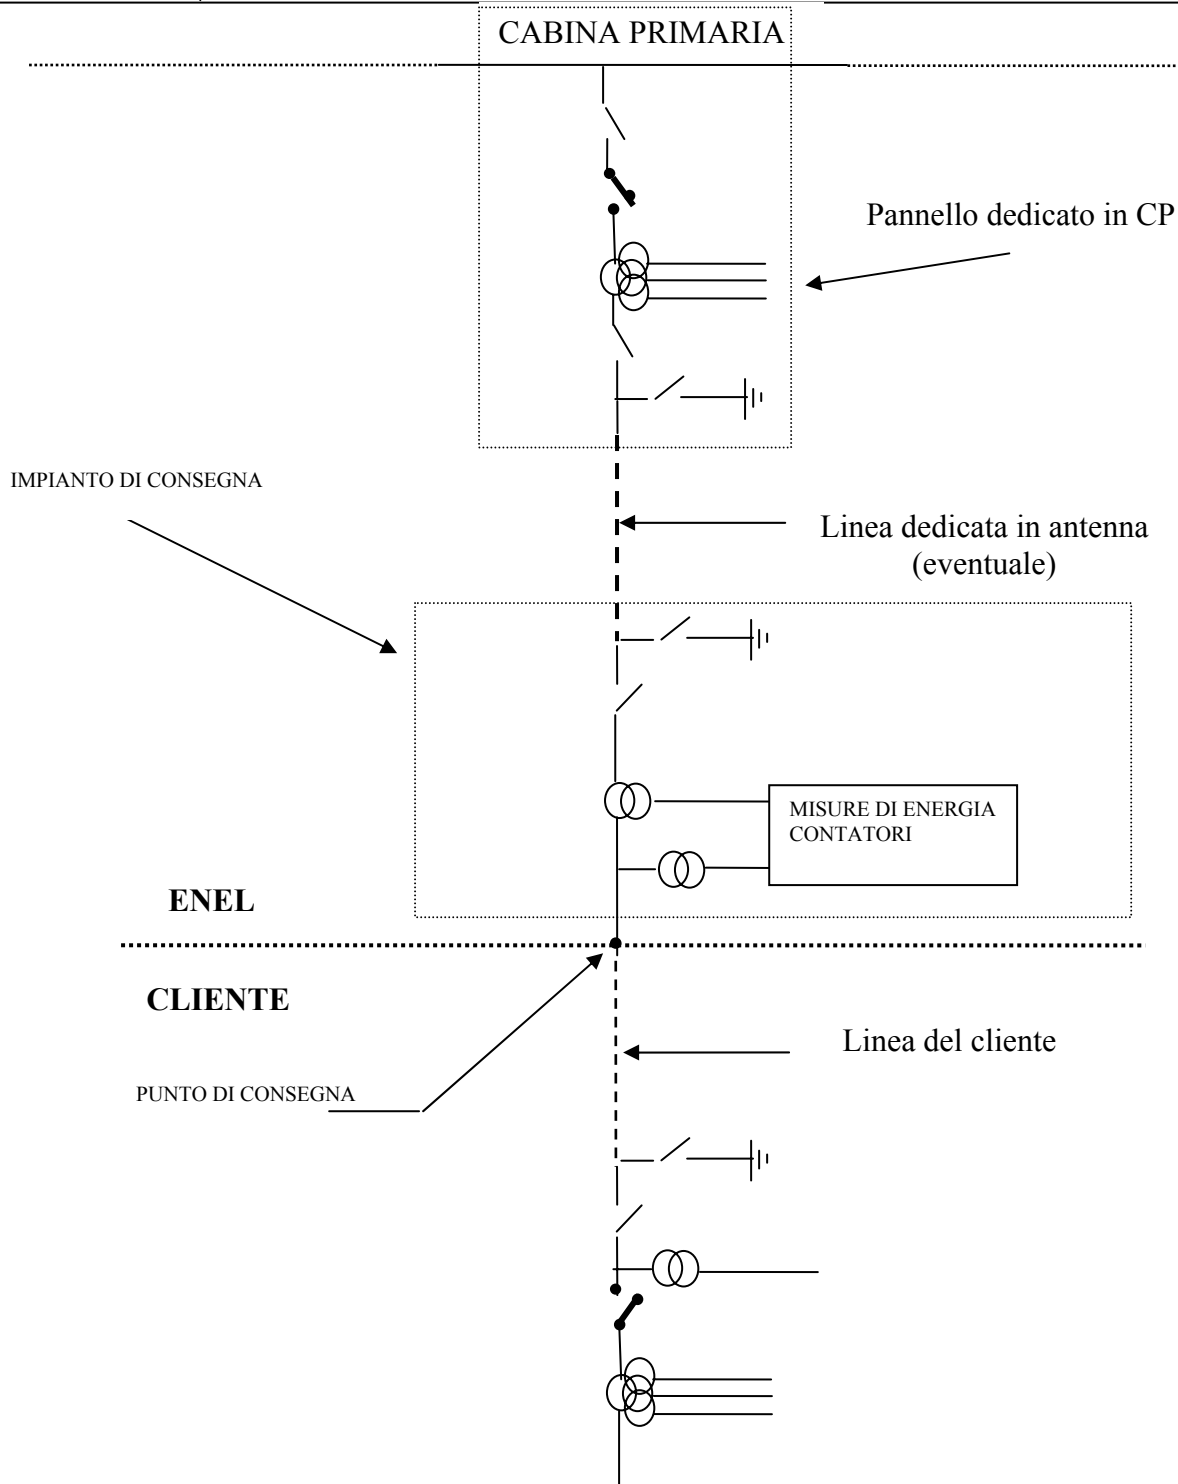 CABINA PRIMARIA
Pannello dedicato in CP
IMPIANTO DI CONSEGNA
Linea dedicata in antenna
(eventuale)
MISURE DI ENERGIA
CONTATORI
ENEL
CLIENTE
Linea del cliente
PUNTO DI CONSEGNA